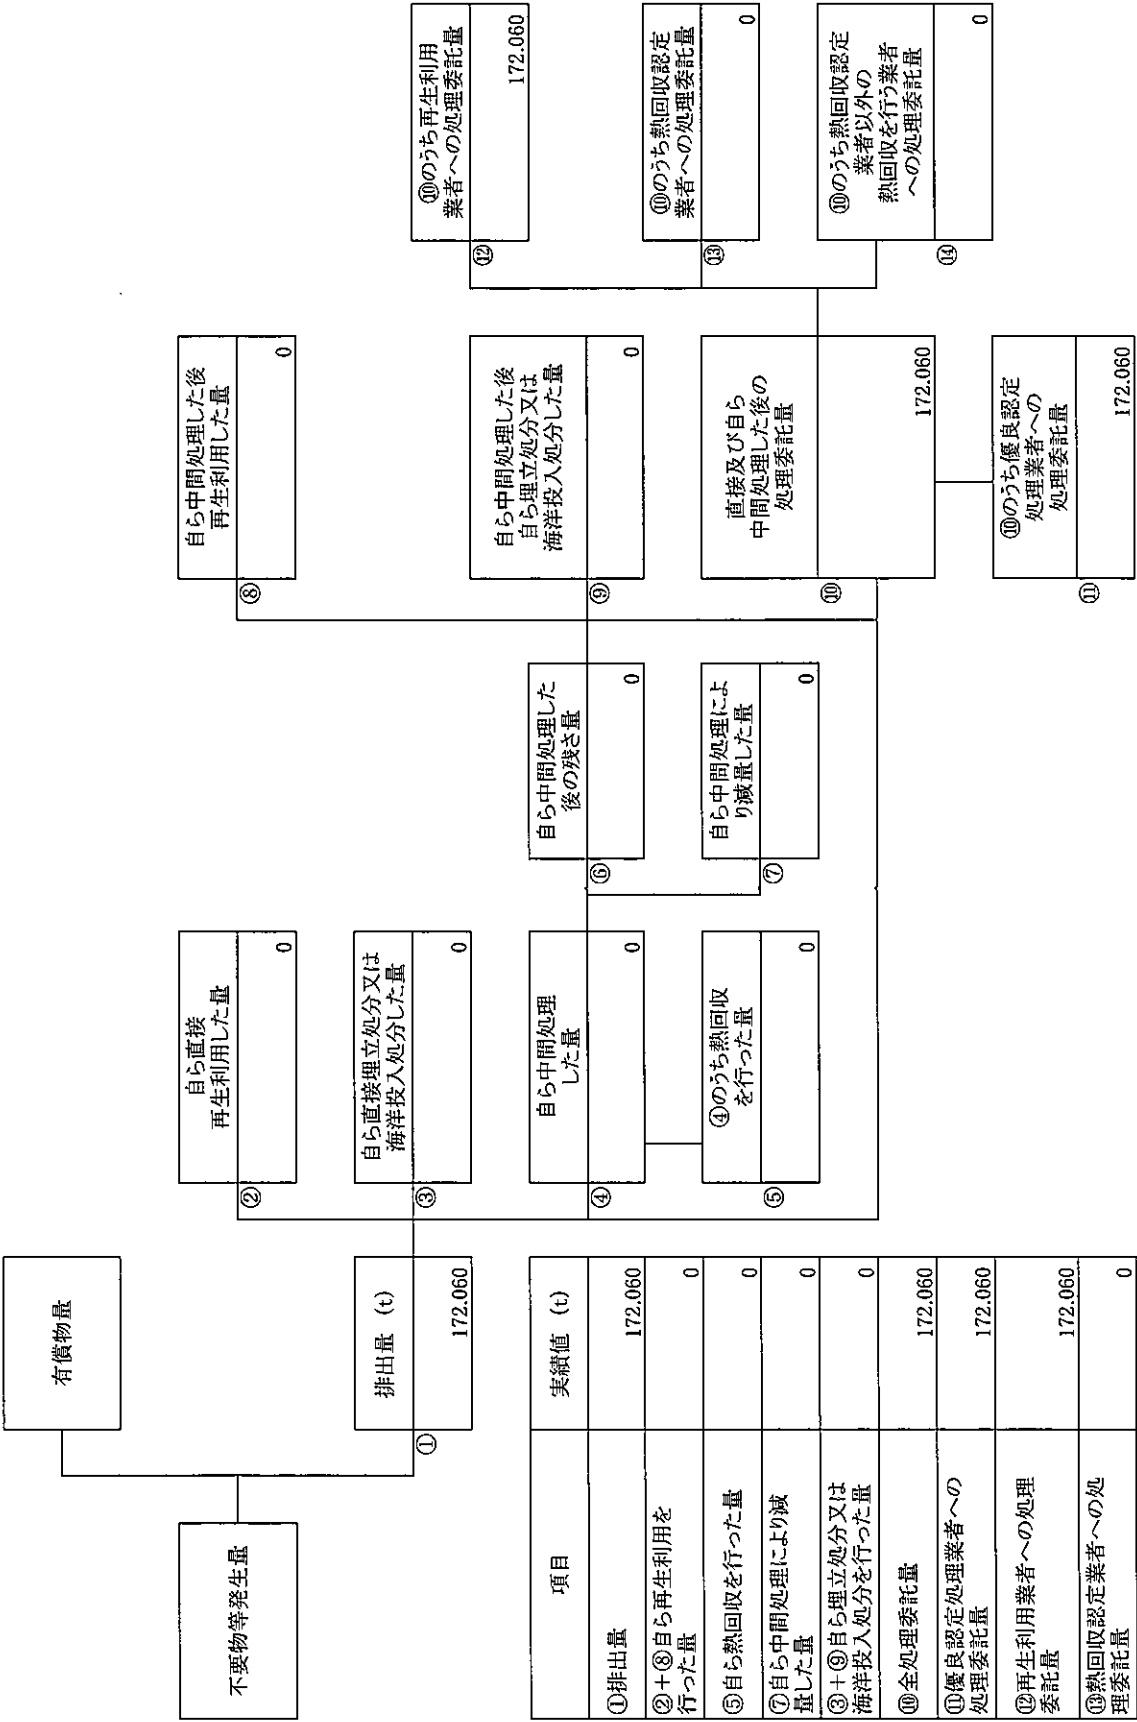 不要物等発生量
有償物量
①
排出量 (t)
172.060
②
自ら直接
再生利用した量
0
③
自ら直接埋立処分又は
海洋投入処分した量
0
④
自ら中間処理
した量
0
⑤
④のうち熱回収
を行った量
0
⑥
自ら中間処理した
後の残さ量
0
⑦
自ら中間処理によ
り減量した量
0
⑧
自ら中間処理した後
再生利用した量
0
⑨
自ら中間処理した後
自ら埋立処分又は
海洋投入処分した量
0
⑩
直接及び自ら
中間処理した後の
処理委託量
172.060
⑪
⑩のうち優良認定
処理業者への
処理委託量
172.060
⑫
⑩のうち再生利用
業者への処理委託量
172.060
⑬
⑩のうち熱回収認定
業者への処理委託量
0
⑭
⑩のうち熱回収認定
業者以外の
熱回収を行う業者
への処理委託量
0
項目 実績値 (t)
①排出量 172.060
②+⑧自ら再生利用を
行った量 0
⑤自ら熱回収を行った量 0
⑦自ら中間処理により減
量した量 0
③+⑨自ら埋立処分又は
海洋投入処分を行った量 0
⑩全処理委託量 172.060
⑪優良認定処理業者への
処理委託量 172.060
⑫再生利用業者への処理
委託量 172.060
⑬熱回収認定業者への処
理委託量 0